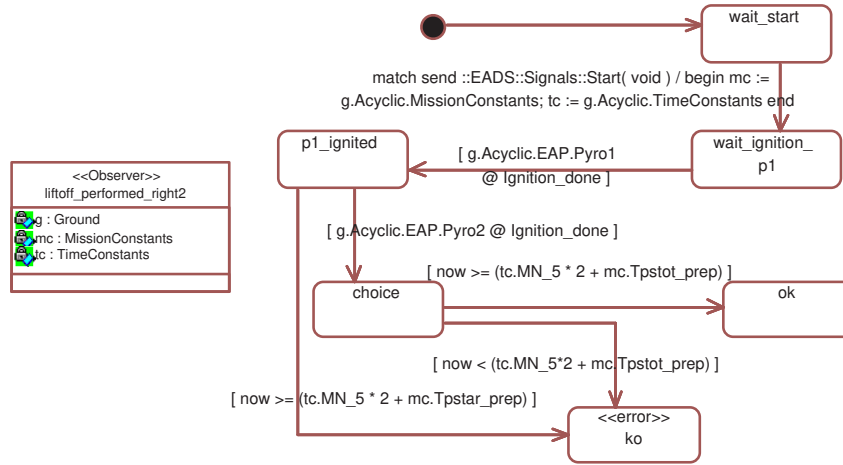 wait_start
match send ::EADS::Signals::Start( void ) / begin mc :=
g.Acyclic.MissionConstants; tc := g.Acyclic.TimeConstants end
p1_ignited
[ g.Acyclic.EAP.Pyro1
@ Ignition_done ]
wait_ignition_
p1
<<Observer>>
liftoff_performed_right2
g : Ground
mc : MissionConstants
tc : TimeConstants
[ g.Acyclic.EAP.Pyro2 @ Ignition_done ]
[ now >= (tc.MN_5 * 2 + mc.Tpstot_prep) ]
choice
ok
[ now < (tc.MN_5*2 + mc.Tpstot_prep) ]
[ now >= (tc.MN_5 * 2 + mc.Tpstar_prep) ]
<<error>>
ko